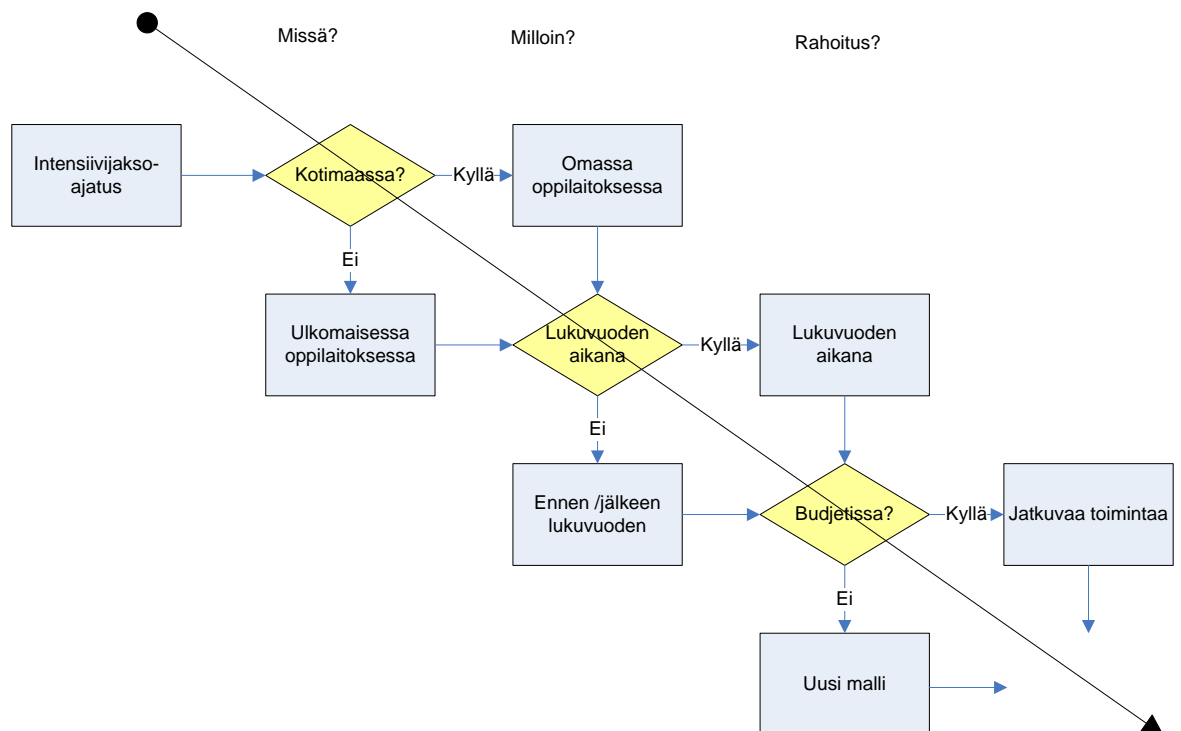 Missä?
Milloin?
Rahoitus?
Intensiivijakso-
ajatus
Kotimaassa?
Kyllä
Omassa
oppilaitoksessa
Ei
Ulkomaisessa
oppilaitoksessa
Lukuvuoden
aikana
Kyllä
Lukuvuoden
aikana
Ei
Ennen /jälkeen
lukuvuoden
Budjetissa?
Kyllä
Jatkuvaa toimintaa
Ei
Uusi malli